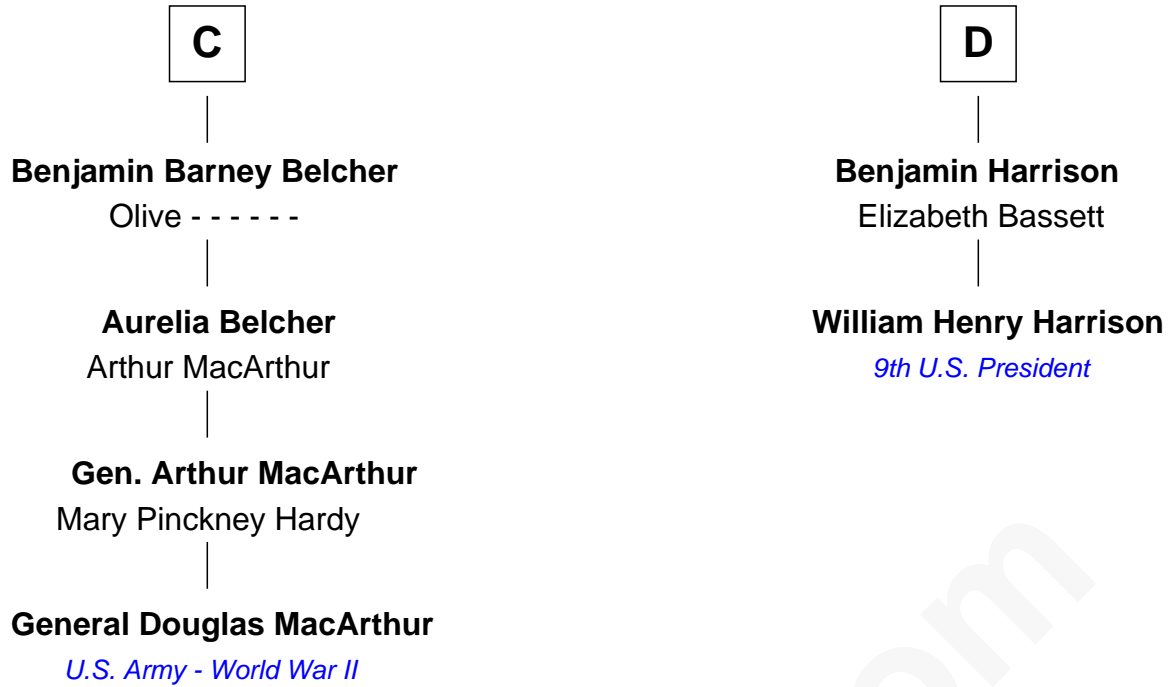 C
Benjamin Barney Belcher
Olive - - - - - -
Aurelia Belcher
Arthur MacArthur
Gen. Arthur MacArthur
Mary Pinckney Hardy
General Douglas MacArthur
U.S. Army - World War II
D
Benjamin Harrison
Elizabeth Bassett
William Henry Harrison
9th U.S. President
om